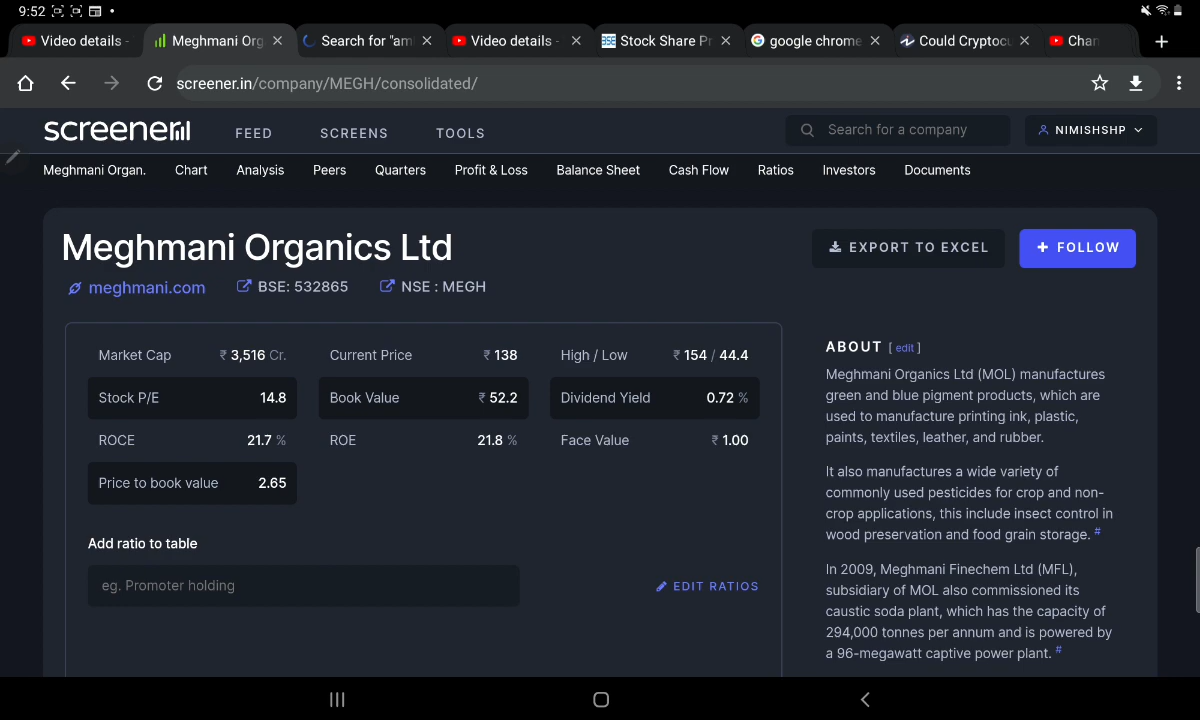 9:52
Video details -
Meghmani Org
Search for "am
Video details -
Stock Share Pr
google chrome
Could Cryptocu
Chan
screener.in/company/MEGH/consolidated/
screener
FEED
SCREENS
TOOLS
Search for a company
NIMISHSHP
Meghmani Organ.
Chart
Analysis
Peers
Quarters
Profit & Loss
Balance Sheet
Cash Flow
Ratios
Investors
Documents
Meghmani Organics Ltd
EXPORT TO EXCEL
+ FOLLOW
meghmani.com
BSE: 532865
NSE : MEGH
Market Cap ₹ 3,516 Cr.
Current Price ₹ 138
High / Low ₹ 154 / 44.4
Stock P/E 14.8
Book Value ₹ 52.2
Dividend Yield 0.72 %
ROCE 21.7 %
ROE 21.8 %
Face Value ₹ 1.00
Price to book value 2.65
Add ratio to table
eg. Promoter holding
EDIT RATIOS
ABOUT [ edit ]
Meghmani Organics Ltd (MOL) manufactures
green and blue pigment products, which are
used to manufacture printing ink, plastic,
paints, textiles, leather, and rubber.
It also manufactures a wide variety of
commonly used pesticides for crop and non-
crop applications, this include insect control in
wood preservation and food grain storage. #
In 2009, Meghmani Finechem Ltd (MFL),
subsidiary of MOL also commissioned its
caustic soda plant, which has the capacity of
294,000 tonnes per annum and is powered by
a 96-megawatt captive power plant. #